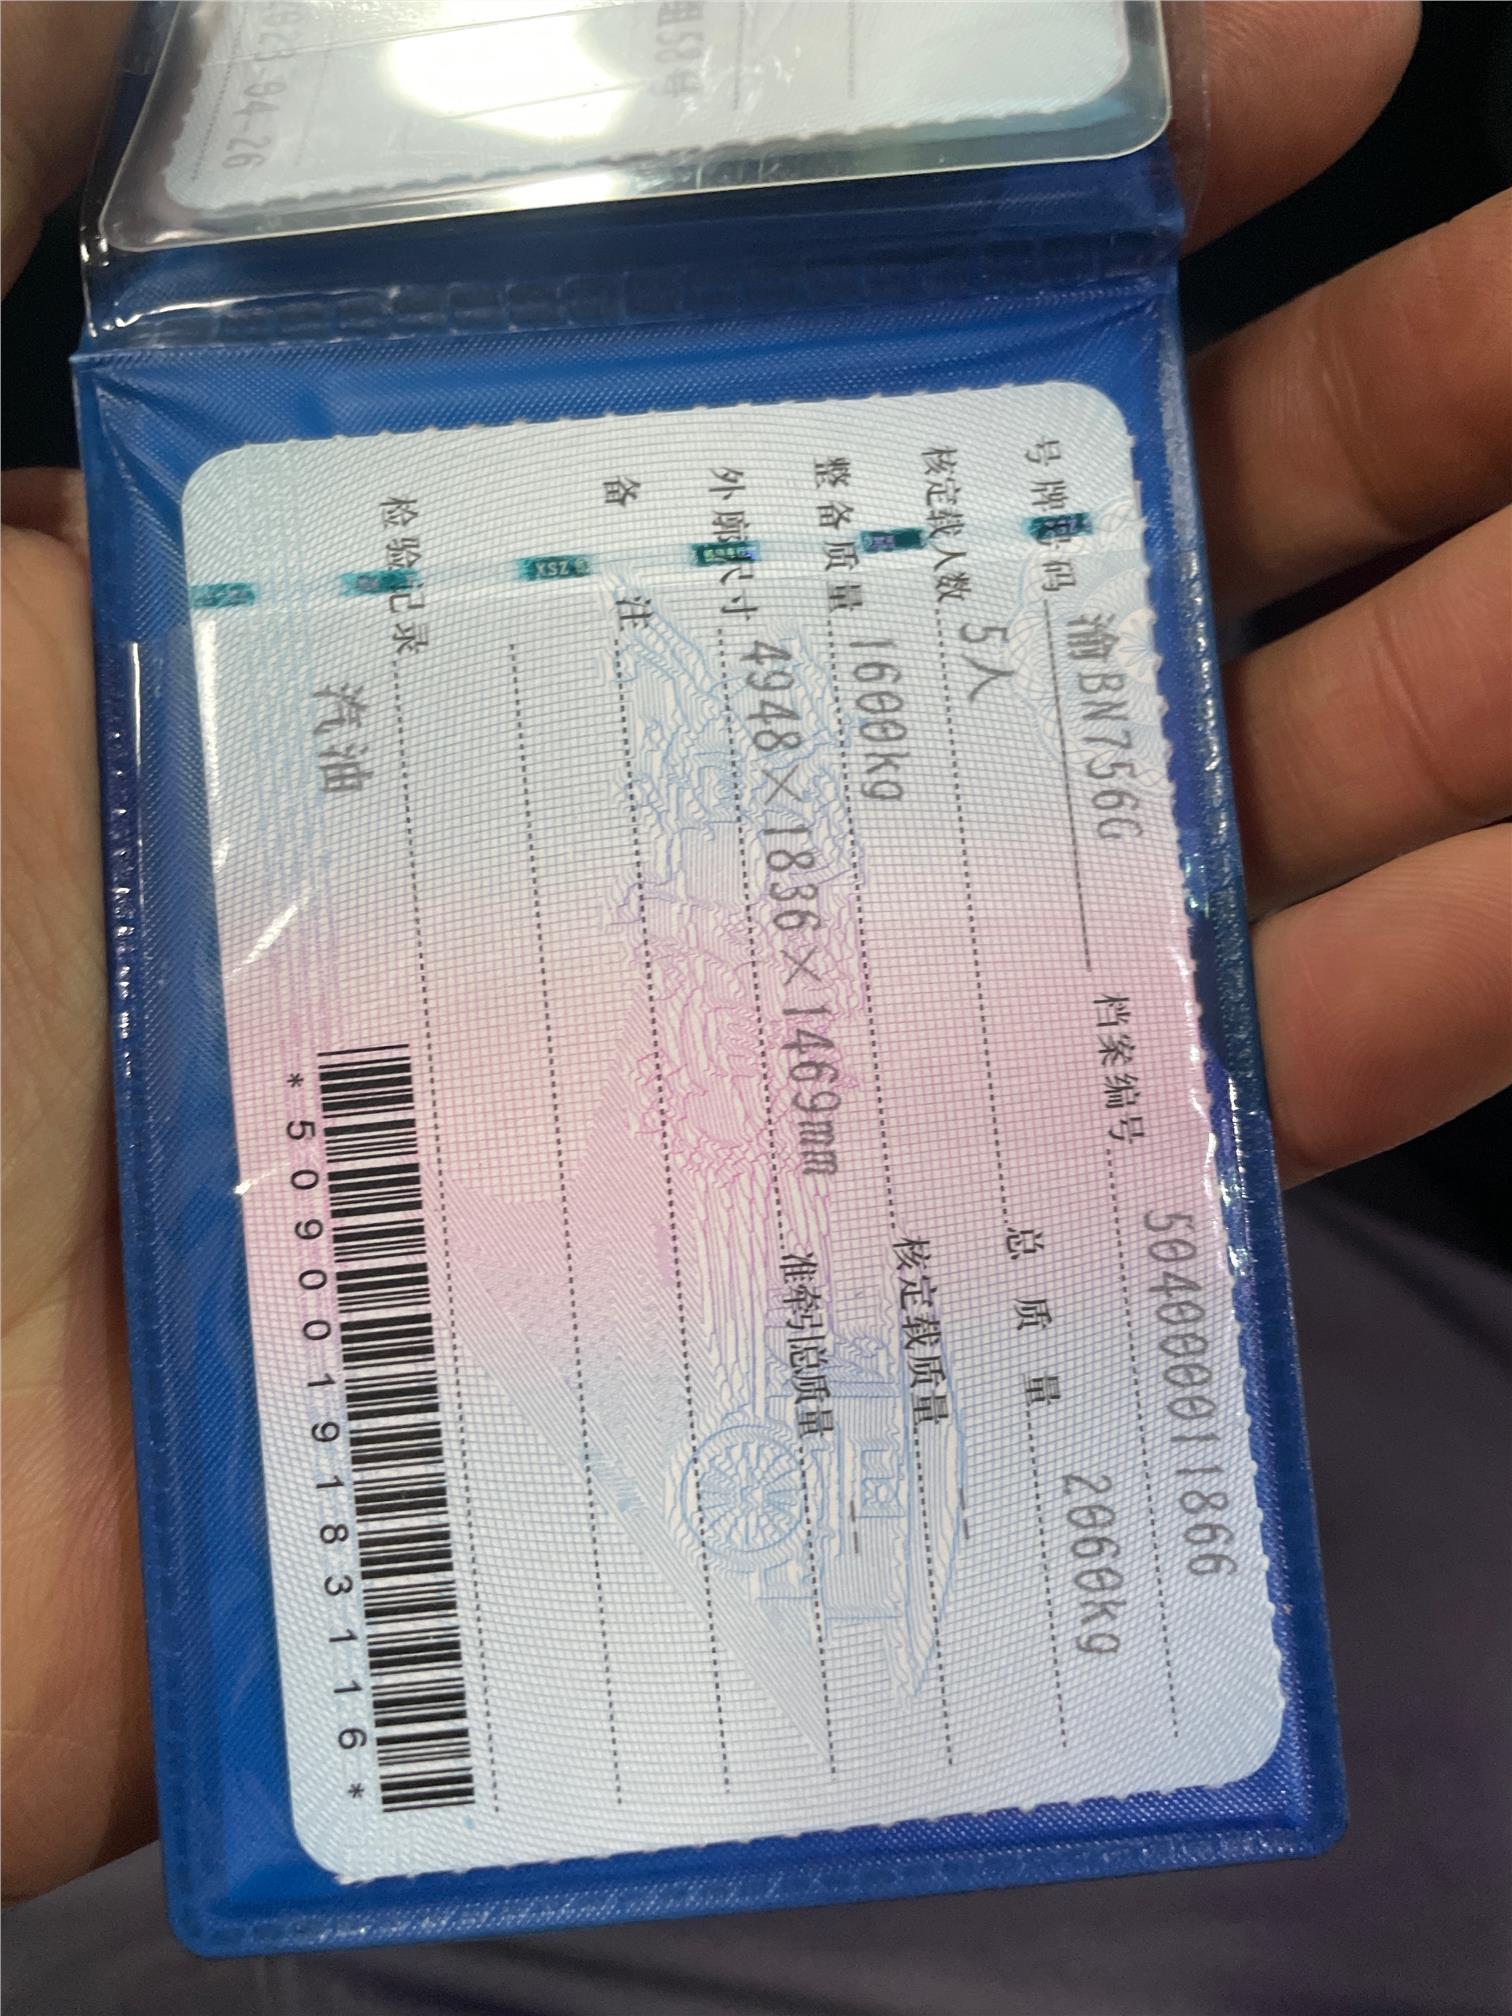 号牌号码 渝BN756G 档案编号 504000011866
核定载人数 5人 总质量 2060kg
整备质量 1600kg 核定载质量 --
外廓尺寸 4948×1836×1469mm 准牵引总质量 --
备注
检验记录
汽油
*5090019183116*